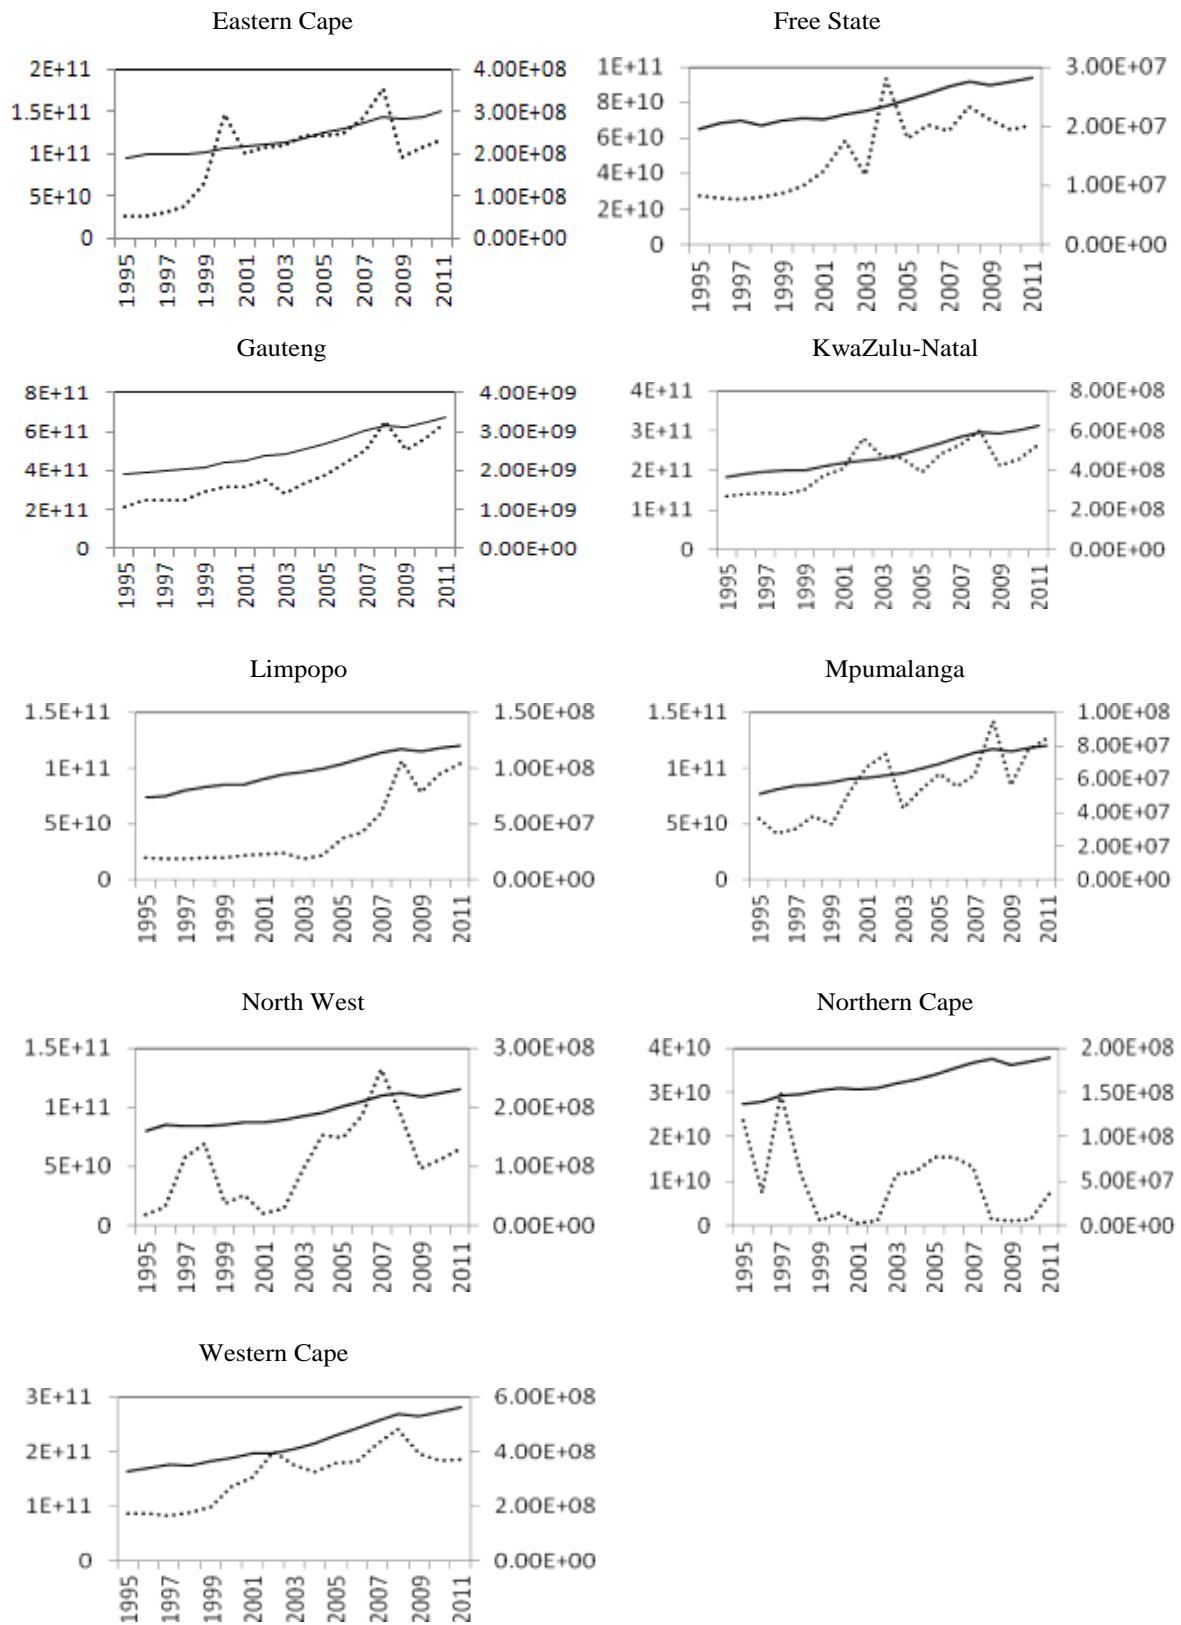 Eastern Cape
2E+11
1.5E+11
1E+11
5E+10
0
4.00E+08
3.00E+08
2.00E+08
1.00E+08
0.00E+00
1995 1997 1999 2001 2003 2005 2007 2009 2011
Free State
1E+11
8E+10
6E+10
4E+10
2E+10
0
3.00E+07
2.00E+07
1.00E+07
0.00E+00
1995 1997 1999 2001 2003 2005 2007 2009 2011
Gauteng
8E+11
6E+11
4E+11
2E+11
0
4.00E+09
3.00E+09
2.00E+09
1.00E+09
0.00E+00
1995 1997 1999 2001 2003 2005 2007 2009 2011
KwaZulu-Natal
4E+11
3E+11
2E+11
1E+11
0
8.00E+08
6.00E+08
4.00E+08
2.00E+08
0.00E+00
1995 1997 1999 2001 2003 2005 2007 2009 2011
Limpopo
1.5E+11
1E+11
5E+10
0
1.50E+08
1.00E+08
5.00E+07
0.00E+00
1995 1997 1999 2001 2003 2005 2007 2009 2011
Mpumalanga
1.5E+11
1E+11
5E+10
0
1.00E+08
8.00E+07
6.00E+07
4.00E+07
2.00E+07
0.00E+00
1995 1997 1999 2001 2003 2005 2007 2009 2011
North West
1.5E+11
1E+11
5E+10
0
3.00E+08
2.00E+08
1.00E+08
0.00E+00
1995 1997 1999 2001 2003 2005 2007 2009 2011
Northern Cape
4E+10
3E+10
2E+10
1E+10
0
2.00E+08
1.50E+08
1.00E+08
5.00E+07
0.00E+00
1995 1997 1999 2001 2003 2005 2007 2009 2011
Western Cape
3E+11
2E+11
1E+11
0
6.00E+08
4.00E+08
2.00E+08
0.00E+00
1995 1997 1999 2001 2003 2005 2007 2009 2011